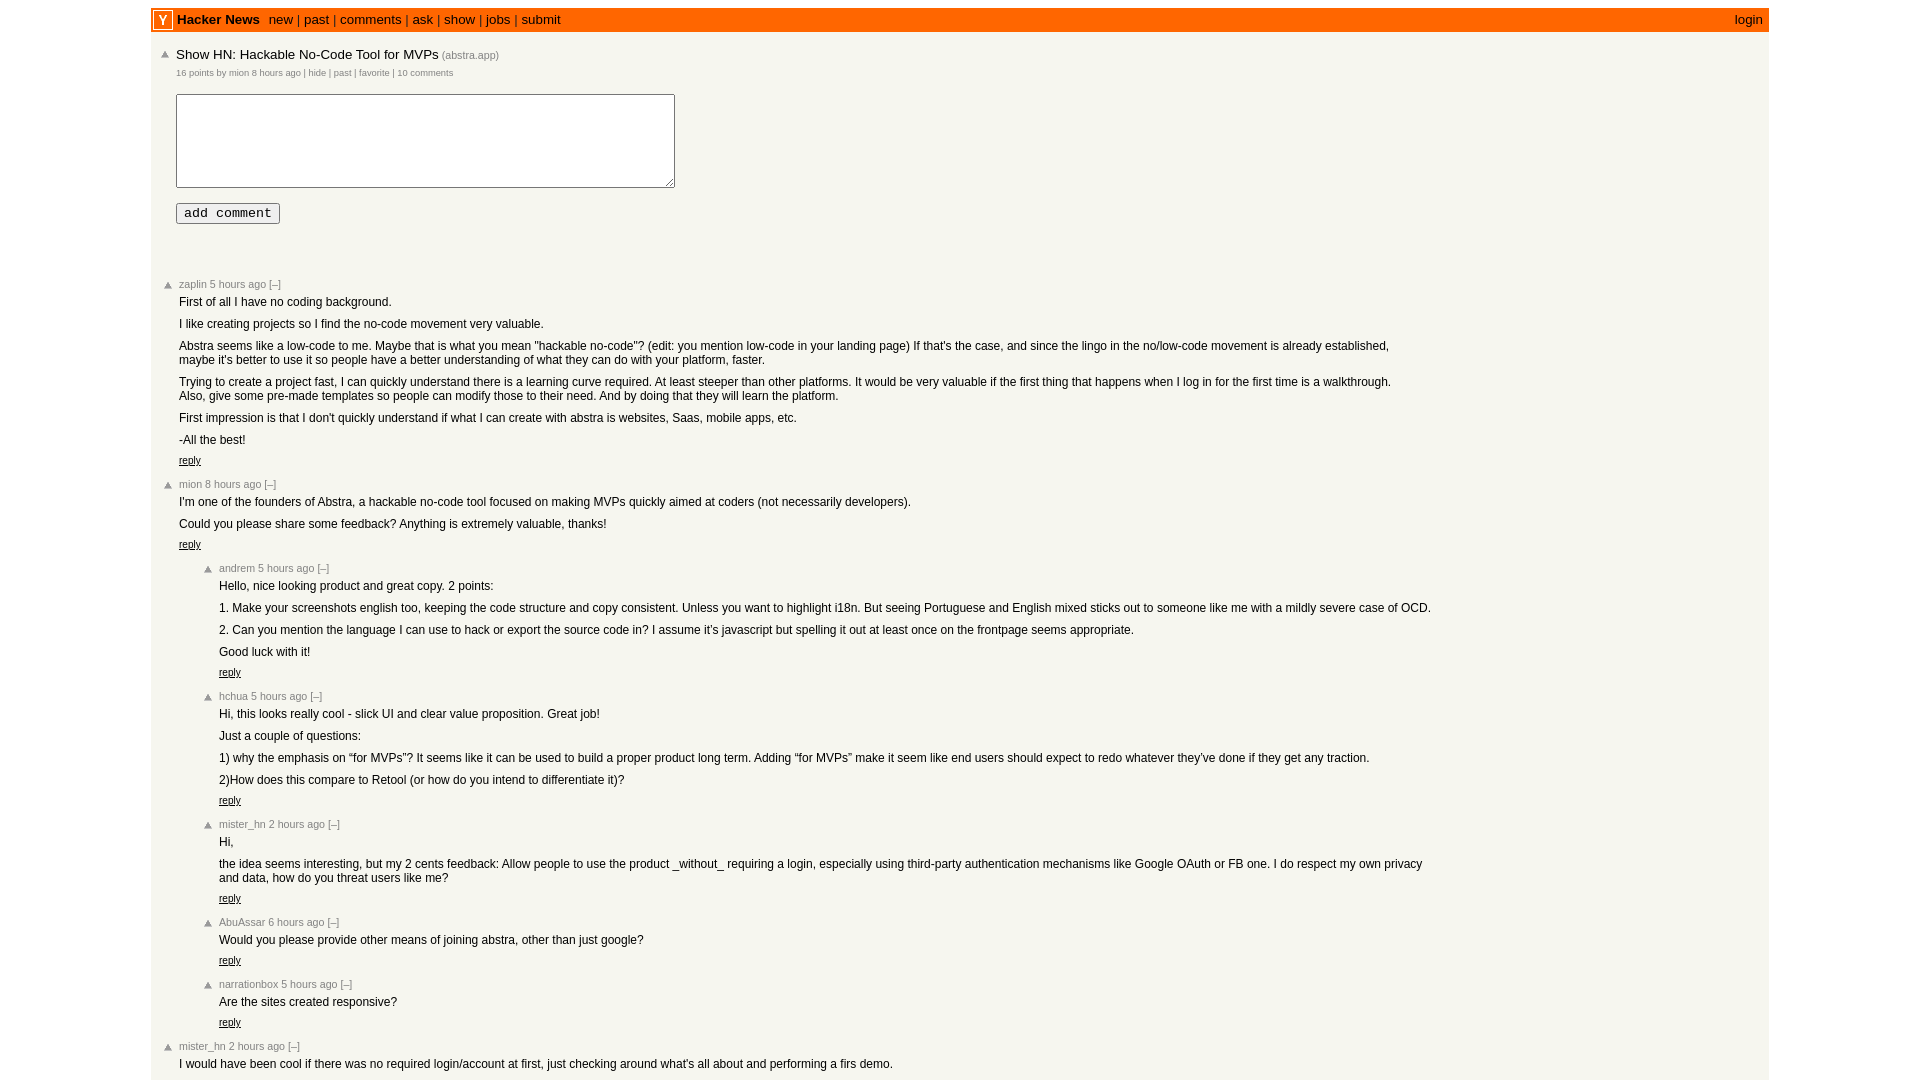 Y Hacker News new | past | comments | ask | show | jobs | submit login
Show HN: Hackable No-Code Tool for MVPs (abstra.app)
16 points by mion 8 hours ago | hide | past | favorite | 10 comments
add comment
zaplin 5 hours ago [–]
First of all I have no coding background.
I like creating projects so I find the no-code movement very valuable.
Abstra seems like a low-code to me. Maybe that is what you mean "hackable no-code"? (edit: you mention low-code in your landing page) If that's the case, and since the lingo in the no/low-code movement is already established,
maybe it's better to use it so people have a better understanding of what they can do with your platform, faster.
Trying to create a project fast, I can quickly understand there is a learning curve required. At least steeper than other platforms. It would be very valuable if the first thing that happens when I log in for the first time is a walkthrough.
Also, give some pre-made templates so people can modify those to their need. And by doing that they will learn the platform.
First impression is that I don't quickly understand if what I can create with abstra is websites, Saas, mobile apps, etc.
-All the best!
reply
mion 8 hours ago [–]
I'm one of the founders of Abstra, a hackable no-code tool focused on making MVPs quickly aimed at coders (not necessarily developers).
Could you please share some feedback? Anything is extremely valuable, thanks!
reply
andrem 5 hours ago [–]
Hello, nice looking product and great copy. 2 points:
1. Make your screenshots english too, keeping the code structure and copy consistent. Unless you want to highlight i18n. But seeing Portuguese and English mixed sticks out to someone like me with a mildly severe case of OCD.
2. Can you mention the language I can use to hack or export the source code in? I assume it’s javascript but spelling it out at least once on the frontpage seems appropriate.
Good luck with it!
reply
hchua 5 hours ago [–]
Hi, this looks really cool - slick UI and clear value proposition. Great job!
Just a couple of questions:
1) why the emphasis on “for MVPs”? It seems like it can be used to build a proper product long term. Adding “for MVPs” make it seem like end users should expect to redo whatever they’ve done if they get any traction.
2)How does this compare to Retool (or how do you intend to differentiate it)?
reply
mister_hn 2 hours ago [–]
Hi,
the idea seems interesting, but my 2 cents feedback: Allow people to use the product _without_ requiring a login, especially using third-party authentication mechanisms like Google OAuth or FB one. I do respect my own privacy
and data, how do you threat users like me?
reply
AbuAssar 6 hours ago [–]
Would you please provide other means of joining abstra, other than just google?
reply
narrationbox 5 hours ago [–]
Are the sites created responsive?
reply
mister_hn 2 hours ago [–]
I would have been cool if there was no required login/account at first, just checking around what's all about and performing a firs demo.